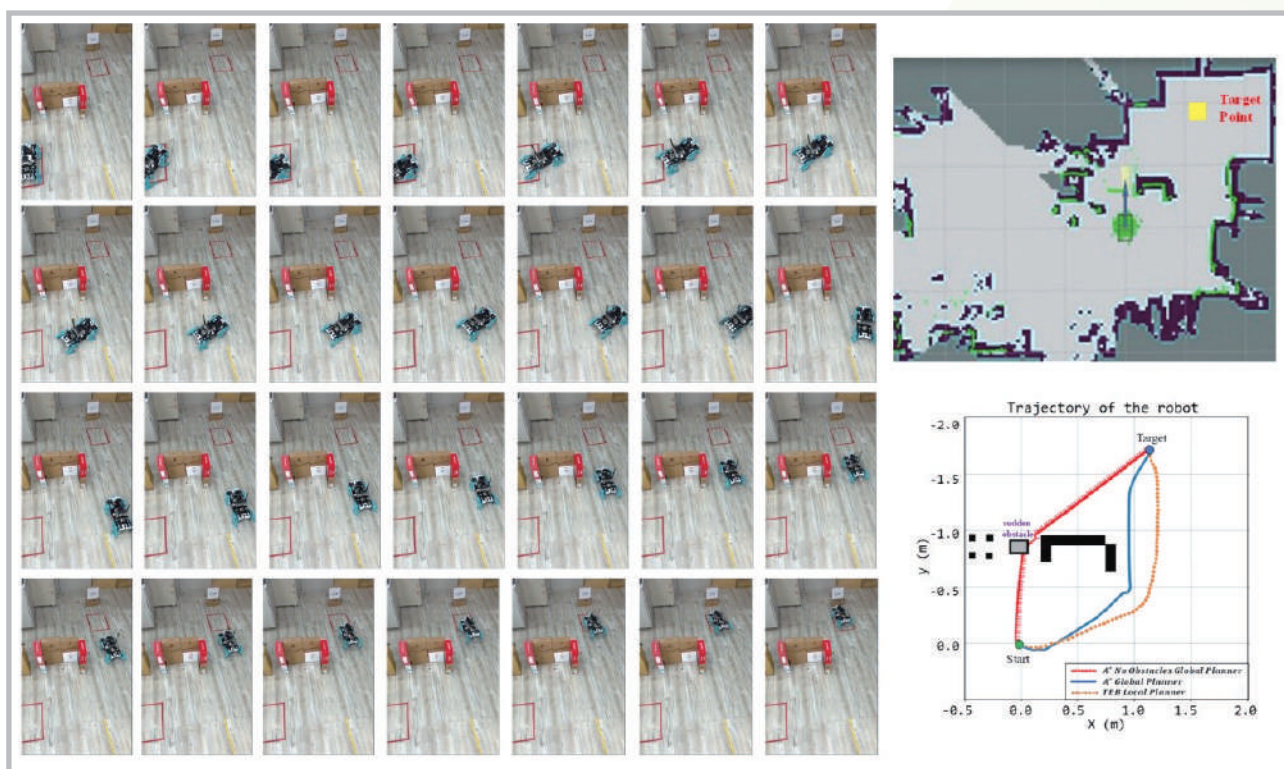 Target
Point
Trajectory of the robot
-2.0
-1.5
-1.0
-0.5
0.0
y (m)
Target
sudden
obstacle
Start
A* No Obstacles Global Planner
A* Global Planner
TEB Local Planner
-0.5 0.0 0.5 1.0 1.5 2.0
X (m)